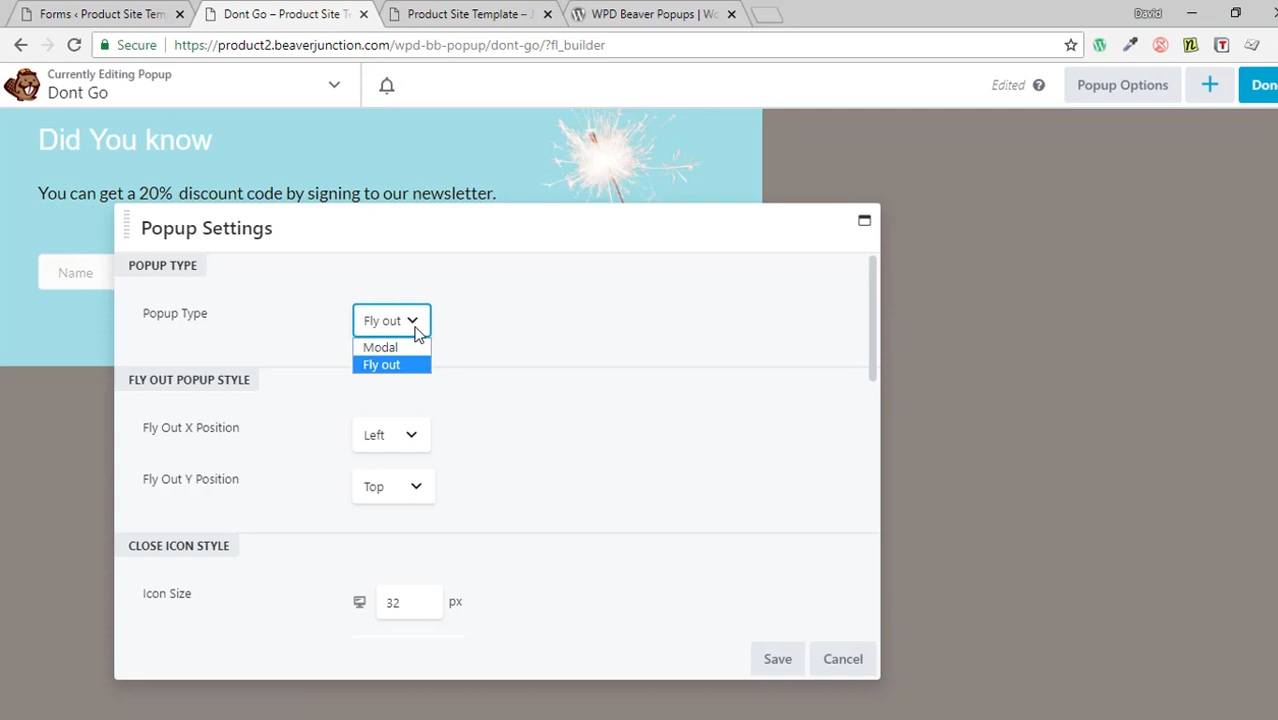 Forms ‹ Product Site Tem
Dont Go – Product Site T
Product Site Template – J
WPD Beaver Popups | Wo
David
Secure
https://product2.beaverjunction.com/wpd-bb-popup/dont-go/?fl_builder
Currently Editing Popup
Dont Go
Edited
Popup Options
Don
Did You know
You can get a 20% discount code by signing to our newsletter.
Name
Popup Settings
POPUP TYPE
Popup Type
Fly out
Modal
Fly out
FLY OUT POPUP STYLE
Fly Out X Position
Left
Fly Out Y Position
Top
CLOSE ICON STYLE
Icon Size
32
px
Save
Cancel